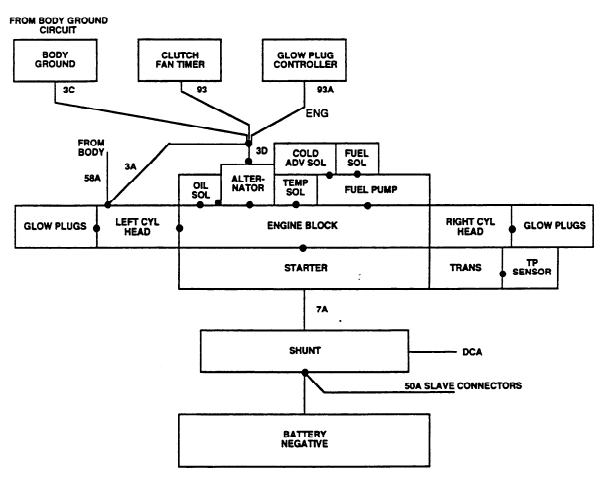 FROM BODY GROUND
CIRCUIT
BODY
GROUND
CLUTCH
FAN TIMER
GLOW PLUG
CONTROLLER
3C
93
93A
ENG
FROM
BODY
3A
3D
58A
COLD
ADV SOL
FUEL
SOL
OIL
SOL
ALTER-
NATOR
TEMP
SOL
FUEL PUMP
GLOW PLUGS
LEFT CYL
HEAD
ENGINE BLOCK
RIGHT CYL
HEAD
GLOW PLUGS
STARTER
TRANS
TP
SENSOR
7A
SHUNT
DCA
50A SLAVE CONNECTORS
BATTERY
NEGATIVE